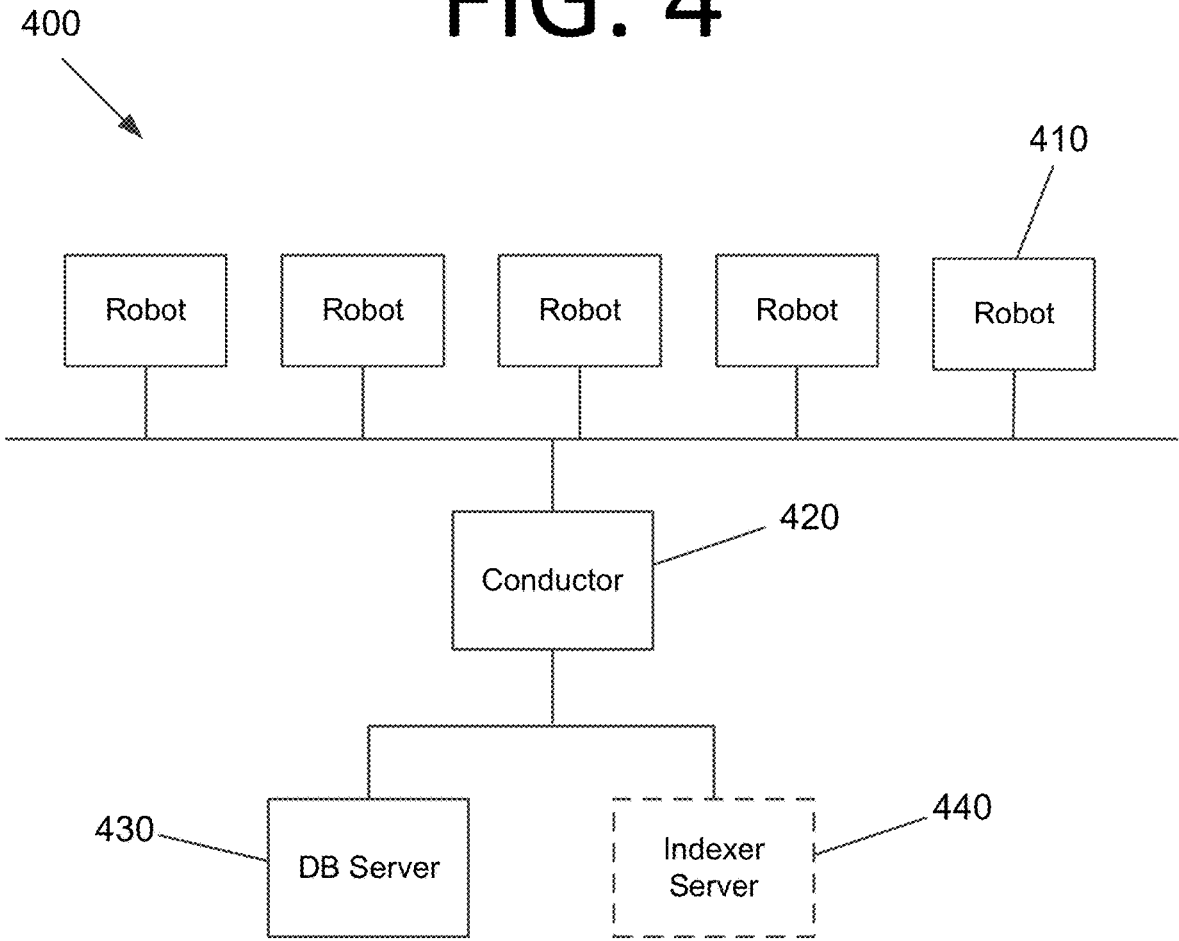 FIG. 4
400
410
Robot Robot Robot Robot Robot
420
Conductor
430
DB Server
440
Indexer
Server